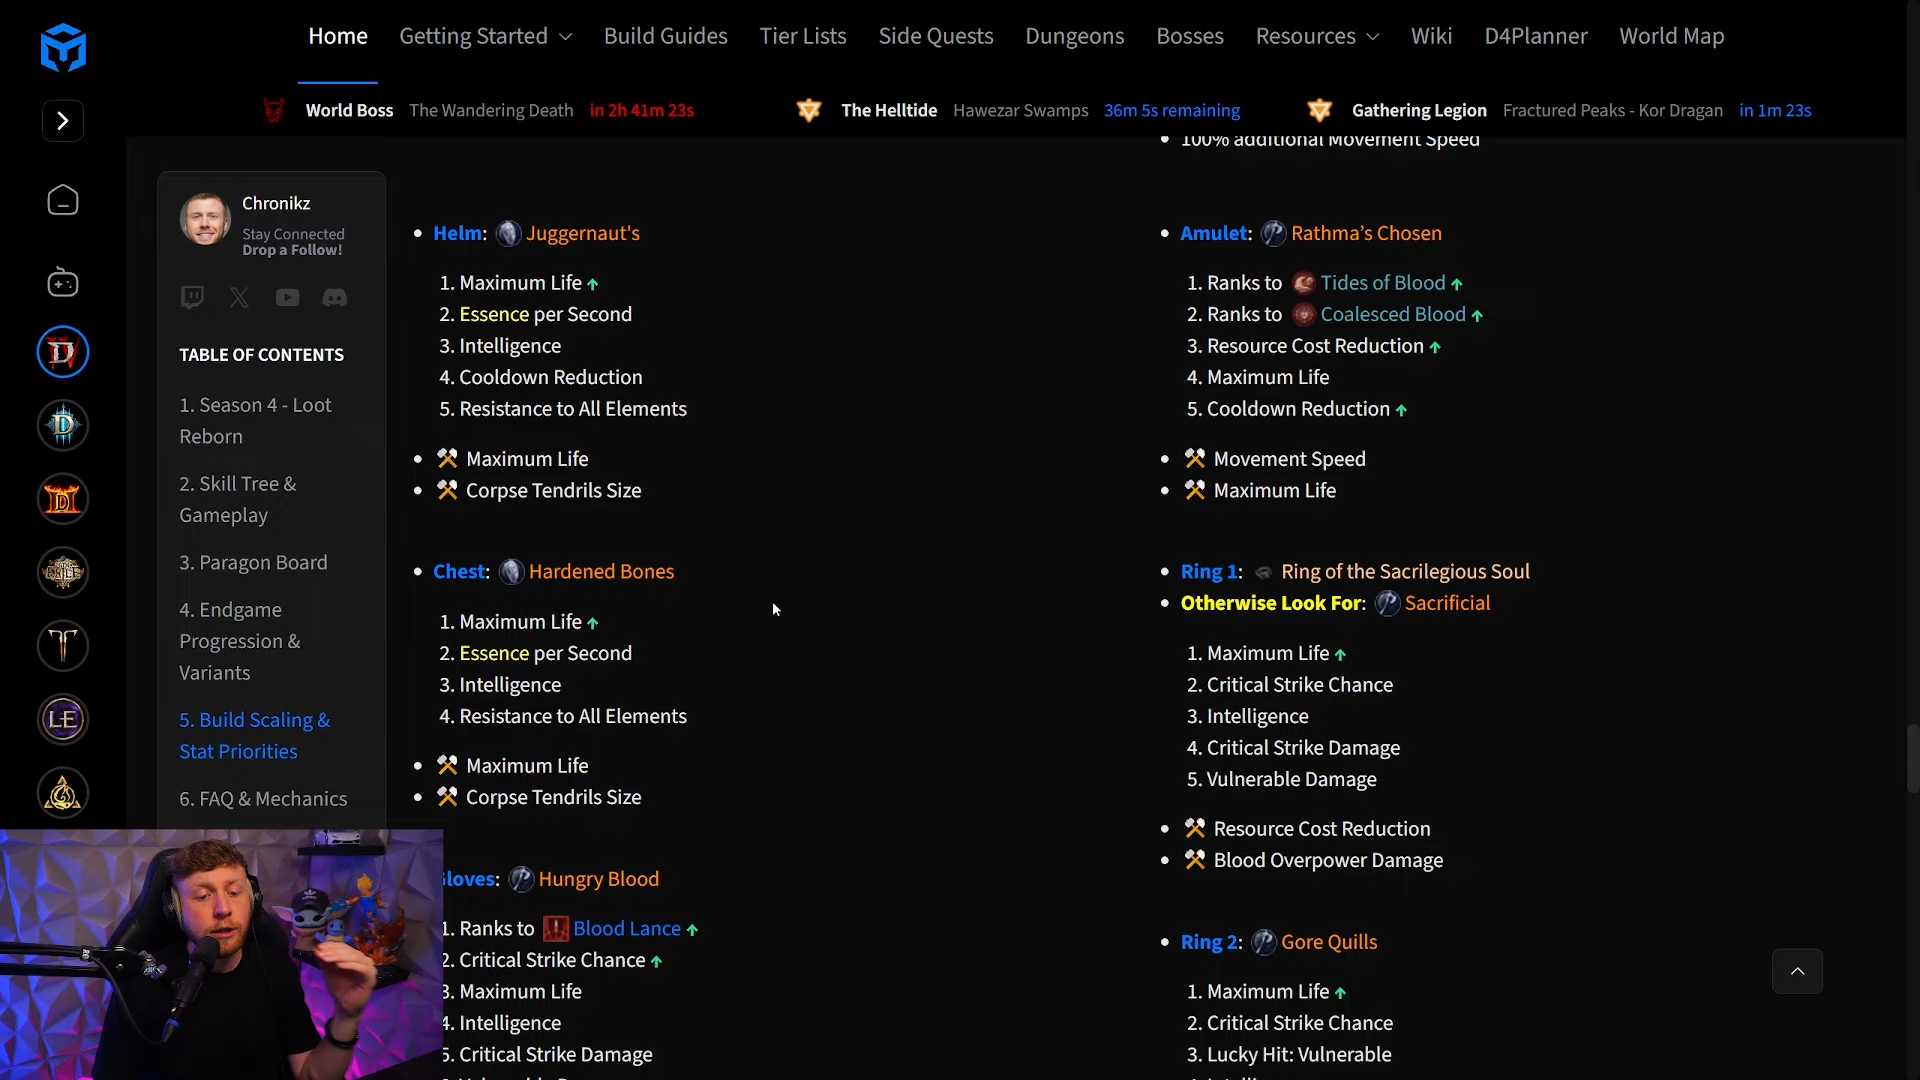 Home
Getting Started
Build Guides
Tier Lists
Side Quests
Dungeons
Bosses
Resources
Wiki
D4Planner
World Map
World Boss The Wandering Death in 2h 41m 23s
The Helltide Hawezar Swamps 36m 5s remaining
Gathering Legion Fractured Peaks - Kor Dragan in 1m 23s
Chronikz
Stay Connected
Drop a Follow!
TABLE OF CONTENTS
1. Season 4 - Loot
Reborn
2. Skill Tree &
Gameplay
3. Paragon Board
4. Endgame
Progression &
Variants
5. Build Scaling &
Stat Priorities
6. FAQ & Mechanics
LE
Helm: Juggernaut's
1. Maximum Life
2. Essence per Second
3. Intelligence
4. Cooldown Reduction
5. Resistance to All Elements
Maximum Life
Corpse Tendrils Size
Chest: Hardened Bones
1. Maximum Life
2. Essence per Second
3. Intelligence
4. Resistance to All Elements
Maximum Life
Corpse Tendrils Size
Gloves: Hungry Blood
1. Ranks to Blood Lance
2. Critical Strike Chance
3. Maximum Life
4. Intelligence
5. Critical Strike Damage
100% additional Movement Speed
Amulet: Rathma’s Chosen
1. Ranks to Tides of Blood
2. Ranks to Coalesced Blood
3. Resource Cost Reduction
4. Maximum Life
5. Cooldown Reduction
Movement Speed
Maximum Life
Ring 1: Ring of the Sacrilegious Soul
Otherwise Look For: Sacrificial
1. Maximum Life
2. Critical Strike Chance
3. Intelligence
4. Critical Strike Damage
5. Vulnerable Damage
Resource Cost Reduction
Blood Overpower Damage
Ring 2: Gore Quills
1. Maximum Life
2. Critical Strike Chance
3. Lucky Hit: Vulnerable